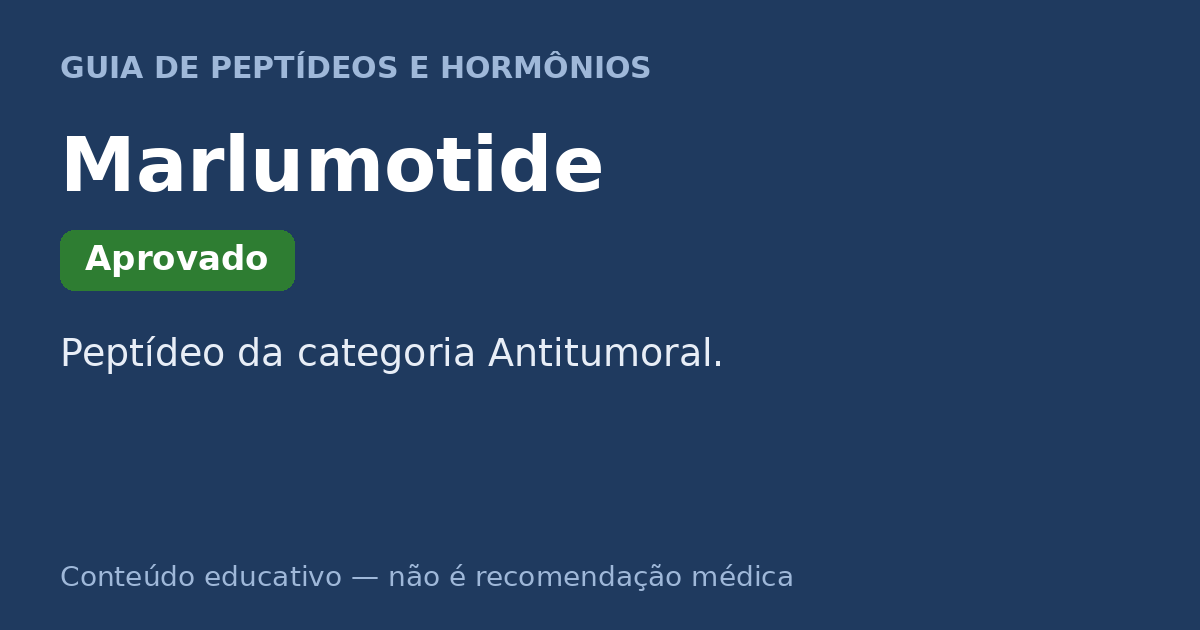 GUIA DE PEPTÍDEOS E HORMÔNIOS
Marlumotide
Aprovado
Peptídeo da categoria Antitumoral.
Conteúdo educativo — não é recomendação médica